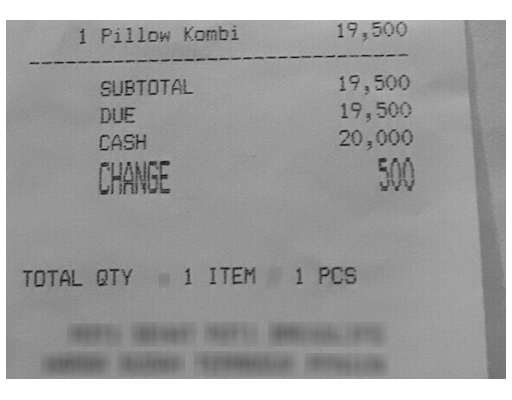 1 Pillow Kombi 19,500
SUBTOTAL 19,500
DUE 19,500
CASH 20,000
CHANGE 500
TOTAL QTY 1 ITEM 1 PCS